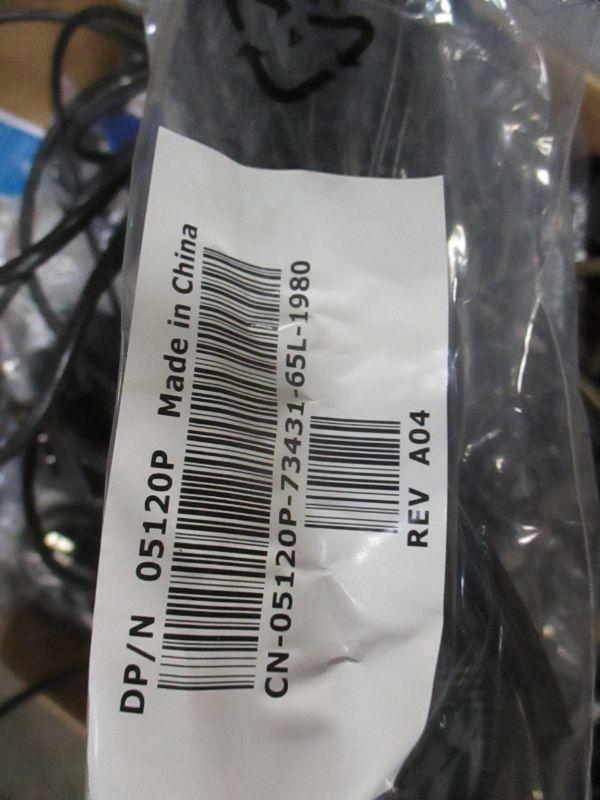 DP/N 05120P Made in China
CN-05120P-73431-65L-1980
REV A04